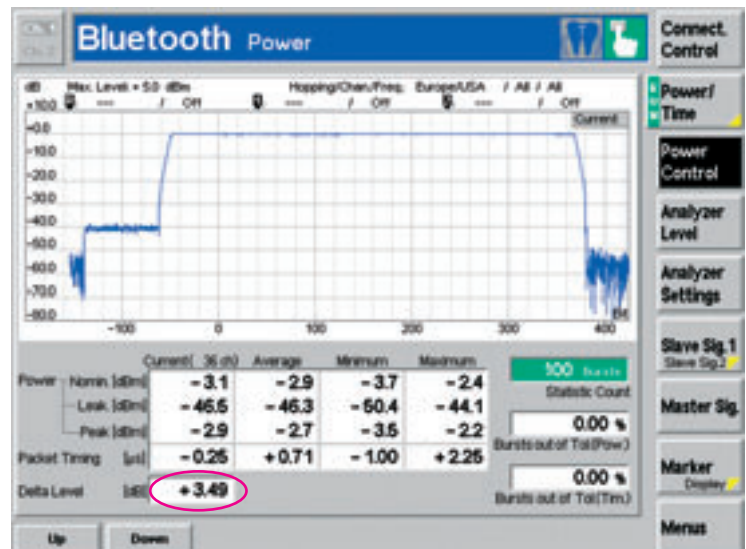 Bluetooth Power
Connect.
Control
dB Max. Level = 5.0 dBm Hopping/Chan./Freq. Europe/USA / All / All
+10.0 --- / Off --- / Off --- / Off
Current
-0.0
-10.0
-20.0
-30.0
-40.0
-50.0
-60.0
-70.0
-80.0
-100 0 100 200 300 400
Bit
Power/
Time
Power
Control
Analyzer
Level
Analyzer
Settings
Slave Sig.1
Slave Sig.2
Master Sig.
Marker
Display
Menus
Current( 36 ch) Average Minimum Maximum
Power Nomin. [dBm] -3.1 -2.9 -3.7 -2.4
Leak. [dBm] -46.5 -46.3 -50.4 -44.1
Peak [dBm] -2.9 -2.7 -3.5 -2.2
Packet Timing [µs] -0.25 +0.71 -1.00 +2.25
Delta Level [dB] +3.49
100 Bursts
Statistic Count
0.00 %
Bursts out of Tol.(Pow.)
0.00 %
Bursts out of Tol.(Tim.)
Up Down